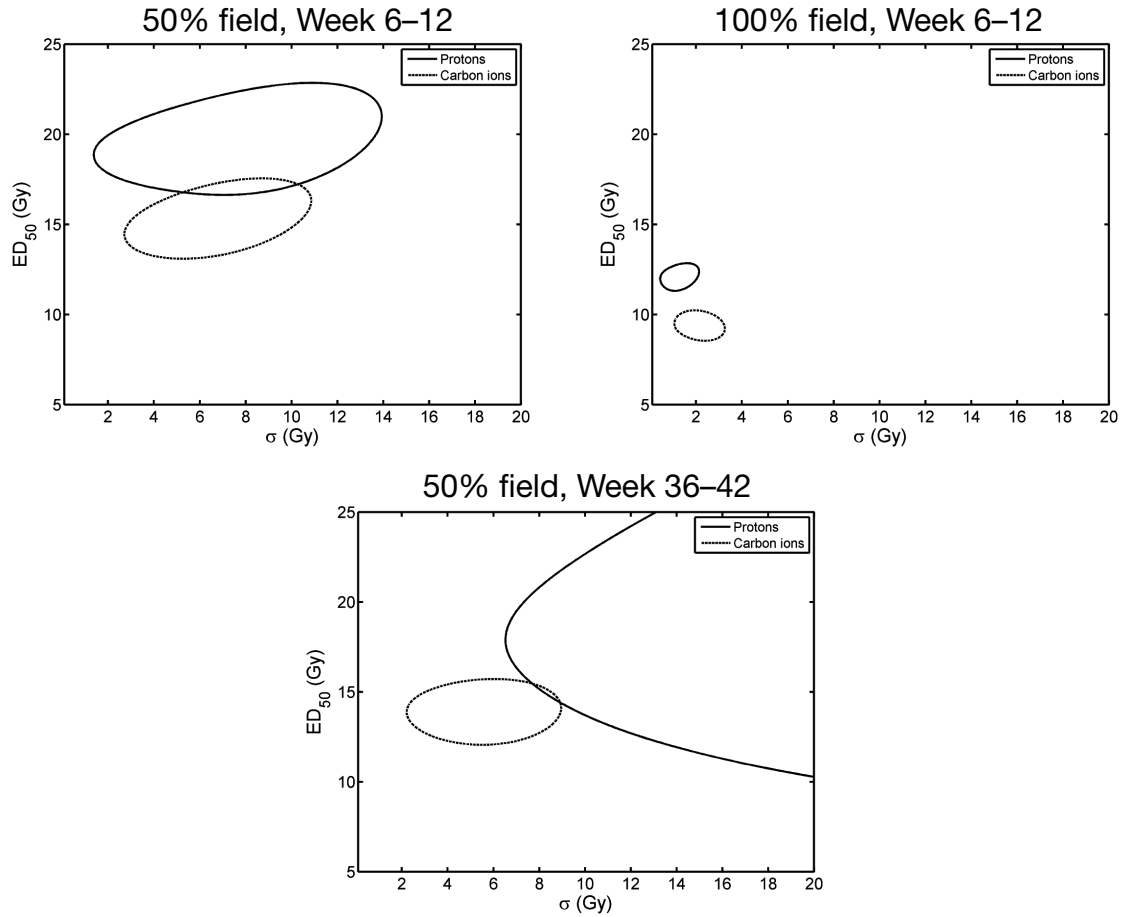 50% field, Week 6–12
Protons
Carbon ions
25
20
15
10
5
ED50 (Gy)
2 4 6 8 10 12 14 16 18 20
σ (Gy)
100% field, Week 6–12
Protons
Carbon ions
25
20
15
10
5
ED50 (Gy)
2 4 6 8 10 12 14 16 18 20
σ (Gy)
50% field, Week 36–42
Protons
Carbon ions
25
20
15
10
5
ED50 (Gy)
2 4 6 8 10 12 14 16 18 20
σ (Gy)